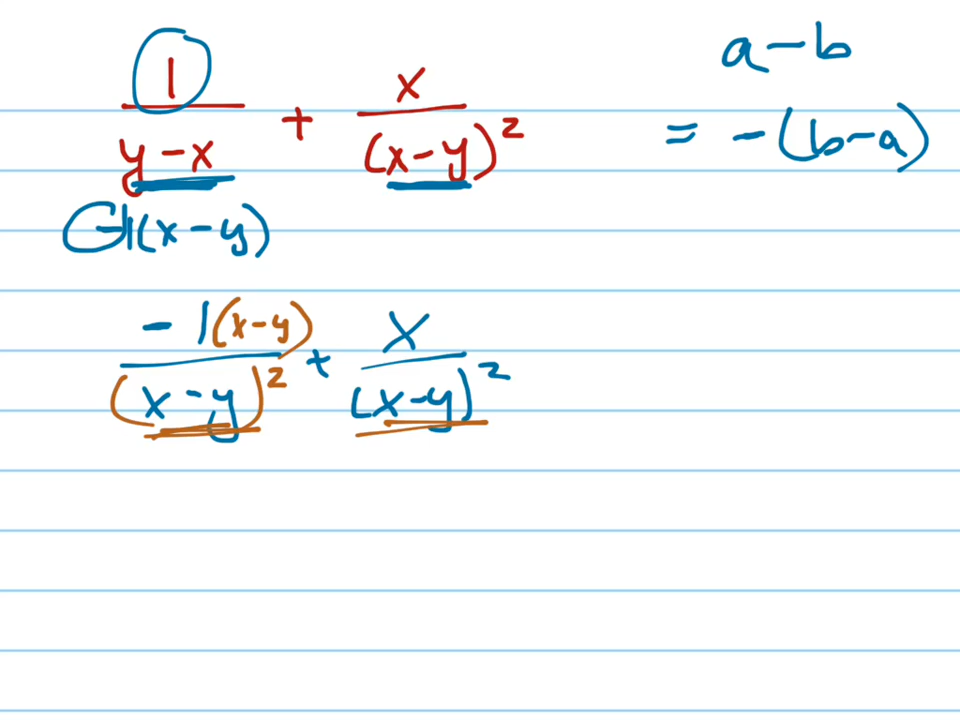 1/(y-x) + x/(x-y)²
-1(x-y)
a-b
= -(b-a)
-1(x-y)/(x-y)² + x/(x-y)²